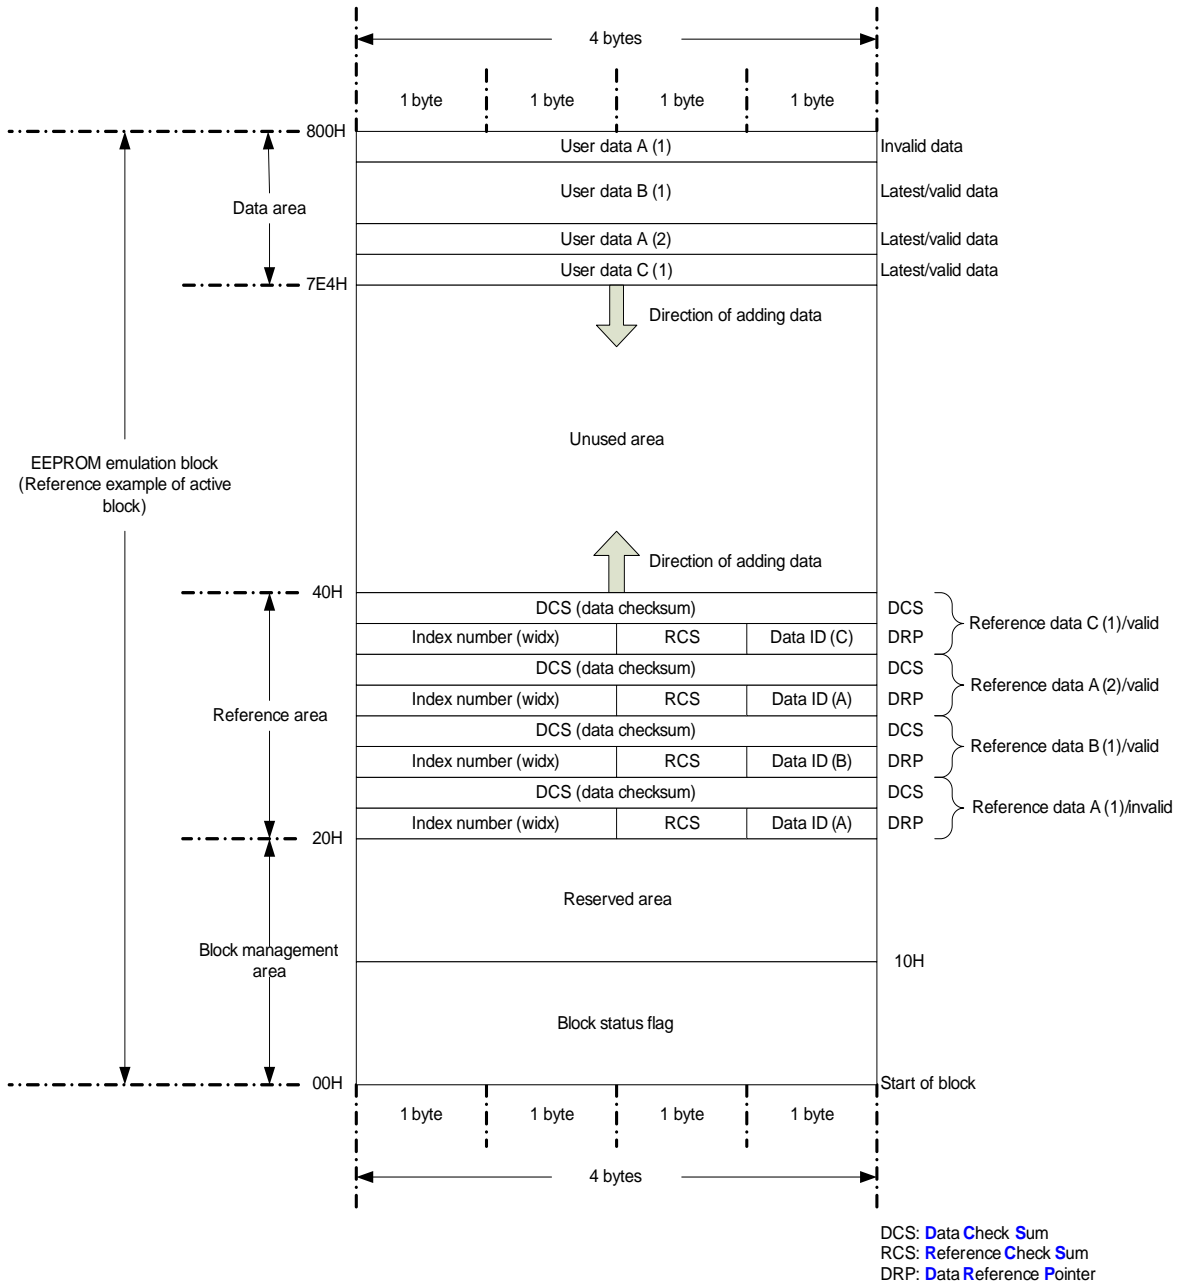 4 bytes
1 byte 1 byte 1 byte 1 byte
800H
User data A (1) Invalid data
User data B (1) Latest/valid data
Data area
User data A (2) Latest/valid data
User data C (1) Latest/valid data
7E4H
Direction of adding data
Unused area
EEPROM emulation block
(Reference example of active
block)
Direction of adding data
40H
DCS (data checksum) DCS
Reference data C (1)/valid
Index number (widx) RCS Data ID (C) DRP
DCS (data checksum) DCS
Reference data A (2)/valid
Index number (widx) RCS Data ID (A) DRP
Reference area
DCS (data checksum) DCS
Reference data B (1)/valid
Index number (widx) RCS Data ID (B) DRP
DCS (data checksum) DCS
Reference data A (1)/invalid
Index number (widx) RCS Data ID (A) DRP
20H
Reserved area
Block management
area
10H
Block status flag
00H Start of block
1 byte 1 byte 1 byte 1 byte
4 bytes
DCS: Data Check Sum
RCS: Reference Check Sum
DRP: Data Reference Pointer